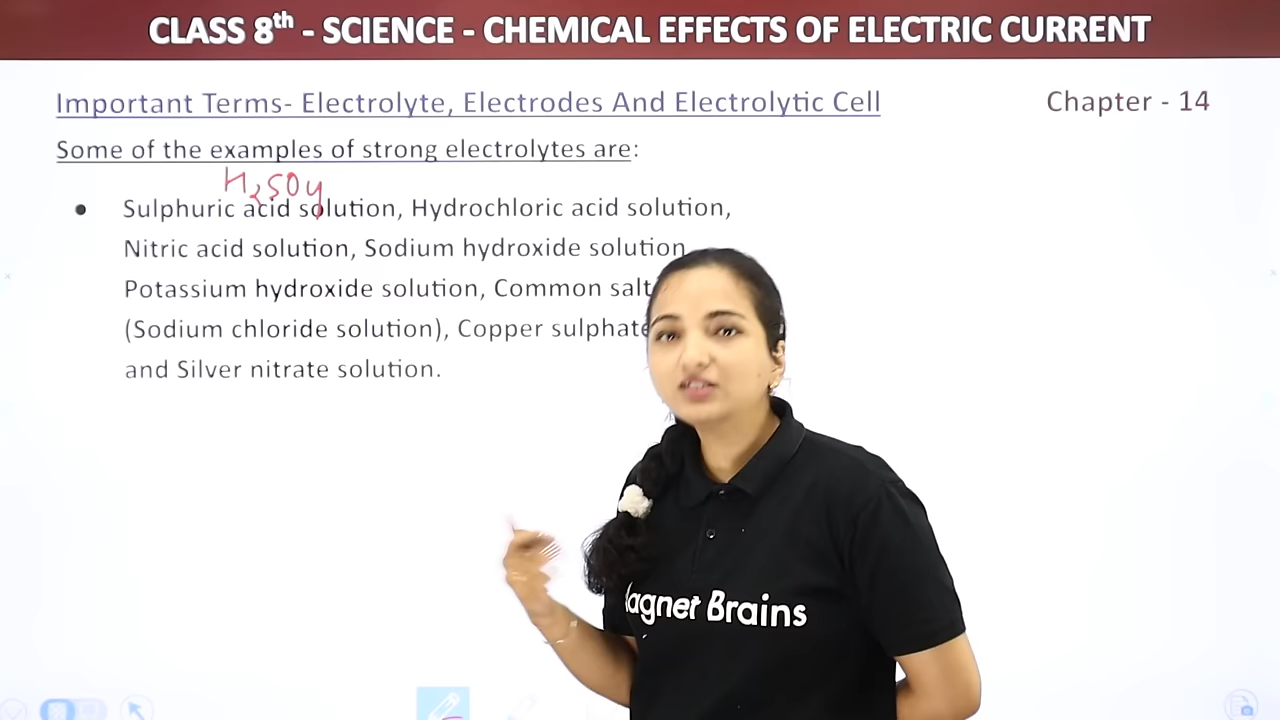 CLASS 8th - SCIENCE - CHEMICAL EFFECTS OF ELECTRIC CURRENT
Important Terms- Electrolyte, Electrodes And Electrolytic Cell
Chapter - 14
Some of the examples of strong electrolytes are:
H2SO4
● Sulphuric acid solution, Hydrochloric acid solution,
Nitric acid solution, Sodium hydroxide solution
Potassium hydroxide solution, Common salt
(Sodium chloride solution), Copper sulphate
and Silver nitrate solution.
agnet Brains